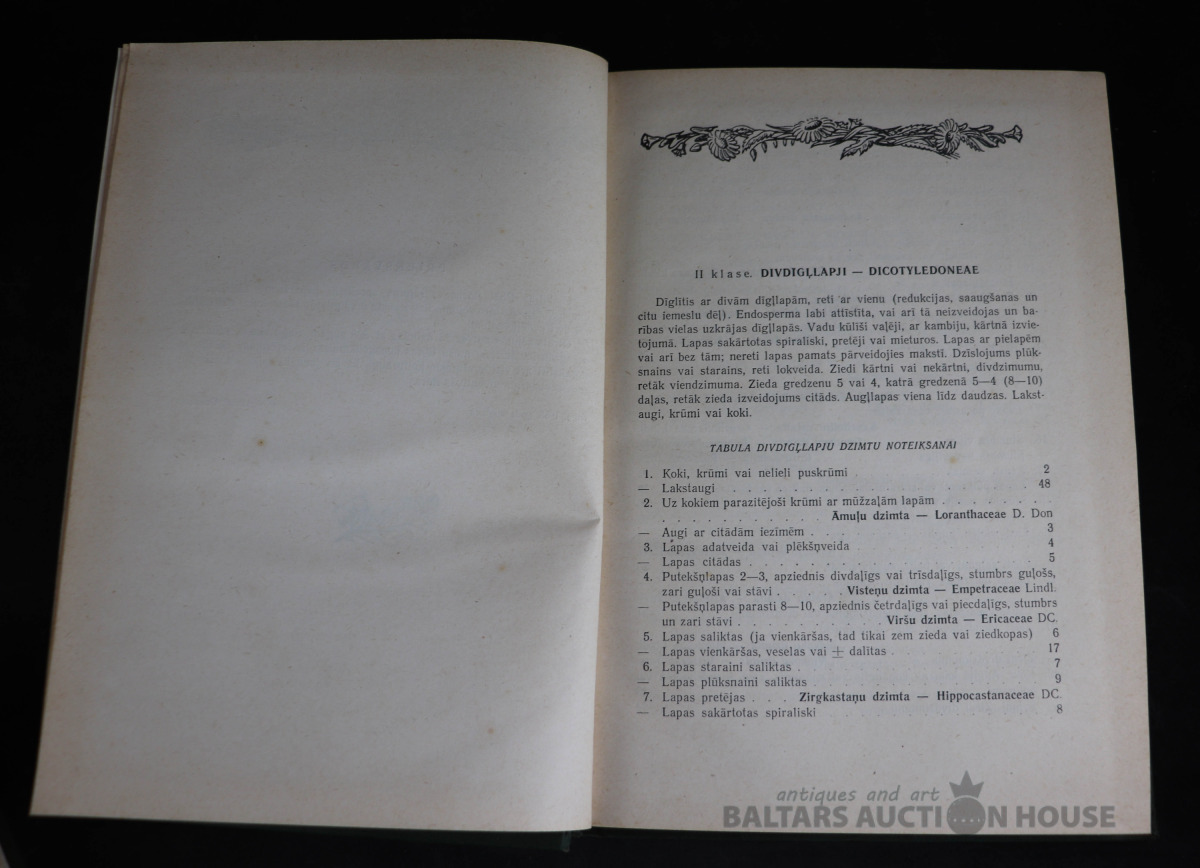 II klase. DIVDĪGĻLAPJI — DICOTYLEDONEAE
Dīglītis ar divām dīgļlapām, reti ar vienu (redukcijas, saaugšanas un
citu iemeslu dēļ). Endosperma labi attīstīta, vai arī tā neizveidojas un ba-
rības vielas uzkrājas dīgļlapās. Vadu kūlīši vaļēji, ar kambiju, kārtnā izvie-
tojumā. Lapas sakārtotas spirāliski, pretēji vai mieturos. Lapas ar pielapēm
vai arī bez tām; nereti lapas pamats pārveidojies makstī. Dzīslojums plūk-
snains vai starains, reti lokveida. Ziedi kārtni vai nekārtni, divdzimumu,
retāk viendzimuma. Zieda gredzenu 5 vai 4, katrā gredzenā 5—4 (8—10)
daļas, retāk zieda izveidojums citāds. Augļlapas viena līdz daudzas. Lakst-
augi, krūmi vai koki.
TABULA DIVDĪGĻLAPJU DZIMTU NOTEIKŠANAI
1. Koki, krūmi vai nelieli puskrūmi . 2
— Lakstaugi . . . . . . . . . . . . . . . . . . . . 48
2. Uz kokiem parazitējoši krūmi ar mūžzaļām lapām . . . . . . . .
. . . . . . . . . . . Āmuļu dzimta — Loranthaceae D. Don
— Augi ar citādām iezīmēm . . . 3
3. Lapas adatveida vai plēkšņveida . 4
— Lapas citādas . . . . . . . . . . . . . . . . . . . 5
4. Putekšņlapas 2—3, apziednis divdaļīgs vai trīsdaļīgs, stumbrs guļošs,
zari guļoši vai stāvi . . . . . Visteņu dzimta — Empetraceae Lindl.
— Putekšņlapas parasti 8—10, apziednis četrdaļīgs vai piecdaļīgs, stumbrs
un zari stāvi . . . . . . . . . . Viršu dzimta — Ericaceae DC.
5. Lapas saliktas (ja vienkāršas, tad tikai zem zieda vai ziedkopas) 6
— Lapas vienkāršas, veselas vai ± dalītas . 17
6. Lapas staraini saliktas . 7
— Lapas plūksnaini saliktas . 9
7. Lapas pretējas . . . Zirgkastaņu dzimta — Hippocastanaceae DC.
— Lapas sakārtotas spirāliski 8
antiques and art
BALTARS AUCTION HOUSE